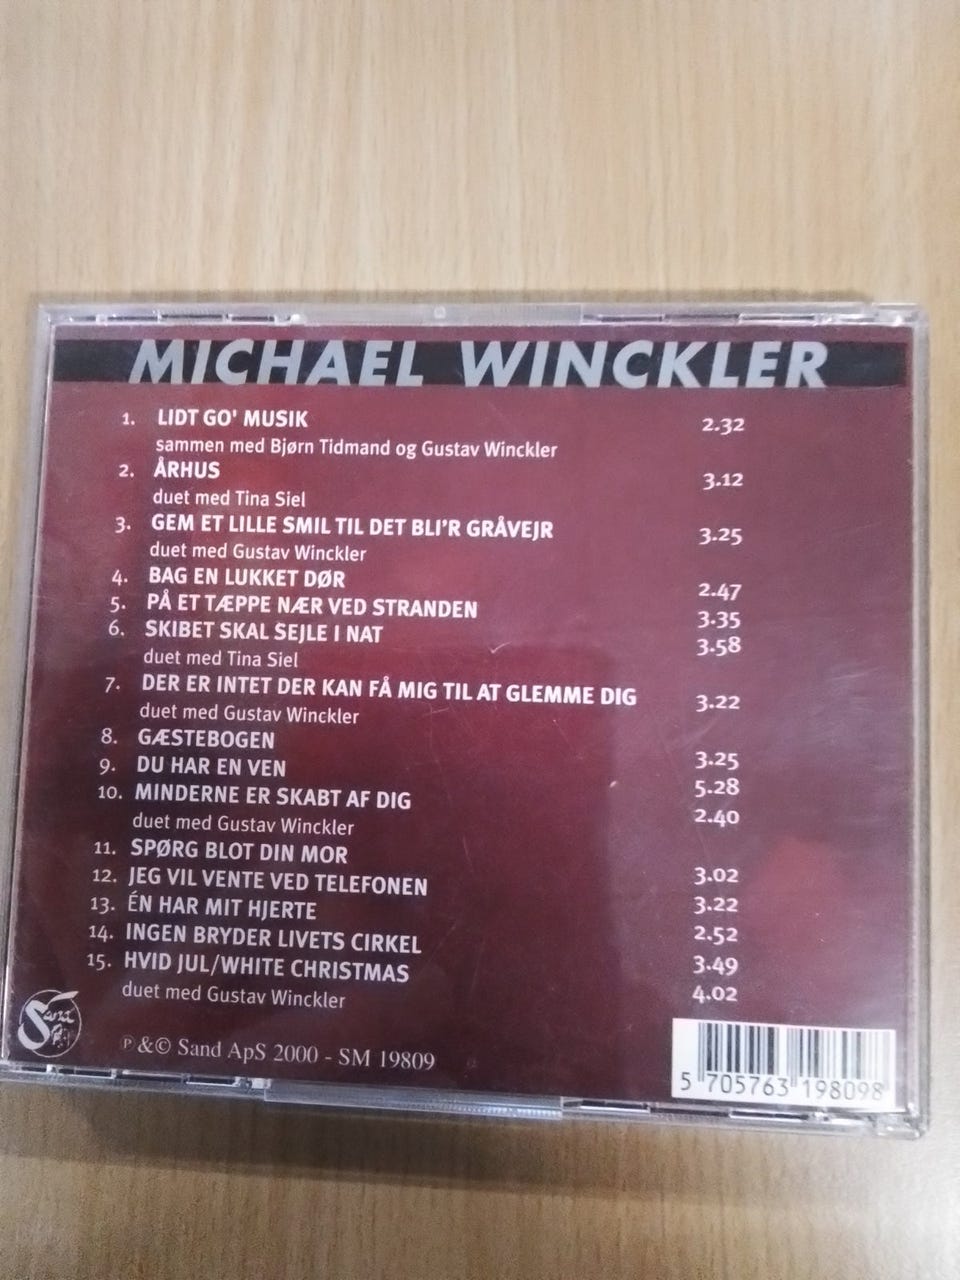 MICHAEL WINCKLER
1. LIDT GO' MUSIK 2.32
sammen med Bjørn Tidmand og Gustav Winckler
2. ÅRHUS 3.12
duet med Tina Siel
3. GEM ET LILLE SMIL TIL DET BLI'R GRÅVEJR 3.25
duet med Gustav Winckler
4. BAG EN LUKKET DØR 2.47
5. PÅ ET TÆPPE NÆR VED STRANDEN 3.35
6. SKIBET SKAL SEJLE I NAT 3.58
duet med Tina Siel
7. DER ER INTET DER KAN FÅ MIG TIL AT GLEMME DIG 3.22
duet med Gustav Winckler
8. GÆSTEBOGEN 3.25
9. DU HAR EN VEN 5.28
10. MINDERNE ER SKABT AF DIG 2.40
duet med Gustav Winckler
11. SPØRG BLOT DIN MOR 3.02
12. JEG VIL VENTE VED TELEFONEN 3.22
13. ÉN HAR MIT HJERTE 2.52
14. INGEN BRYDER LIVETS CIRKEL 3.49
15. HVID JUL/WHITE CHRISTMAS 4.02
duet med Gustav Winckler
Sand
℗ &© Sand ApS 2000 - SM 19809
5 705763 198098